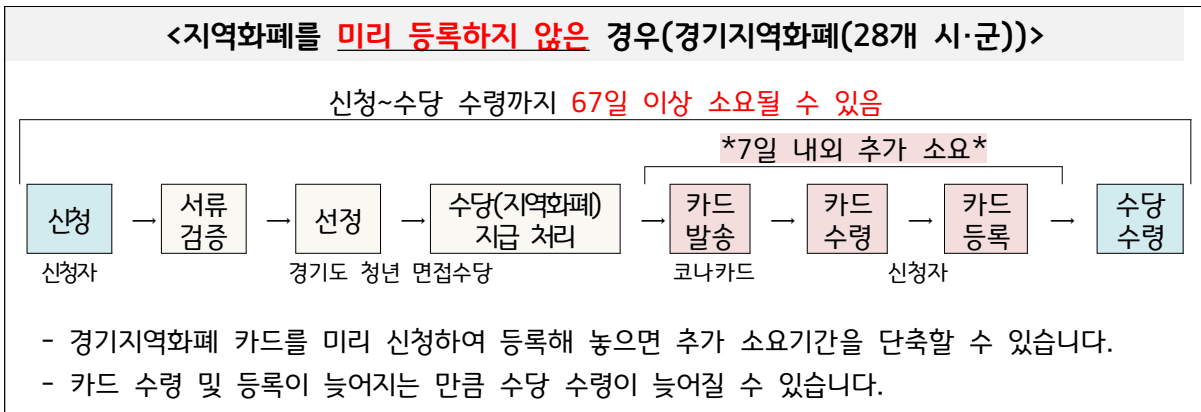 <지역화폐를 미리 등록하지 않은 경우(경기지역화폐(28개 시·군))>
신청~수당 수령까지 67일 이상 소요될 수 있음
*7일 내외 추가 소요*
신청 → 서류 검증 → 선정 → 수당(지역화폐) 지급 처리 → 카드 발송 → 카드 수령 → 카드 등록 → 수당 수령
신청자 경기도 청년 면접수당 코나카드 신청자
- 경기지역화폐 카드를 미리 신청하여 등록해 놓으면 추가 소요기간을 단축할 수 있습니다.
- 카드 수령 및 등록이 늦어지는 만큼 수당 수령이 늦어질 수 있습니다.